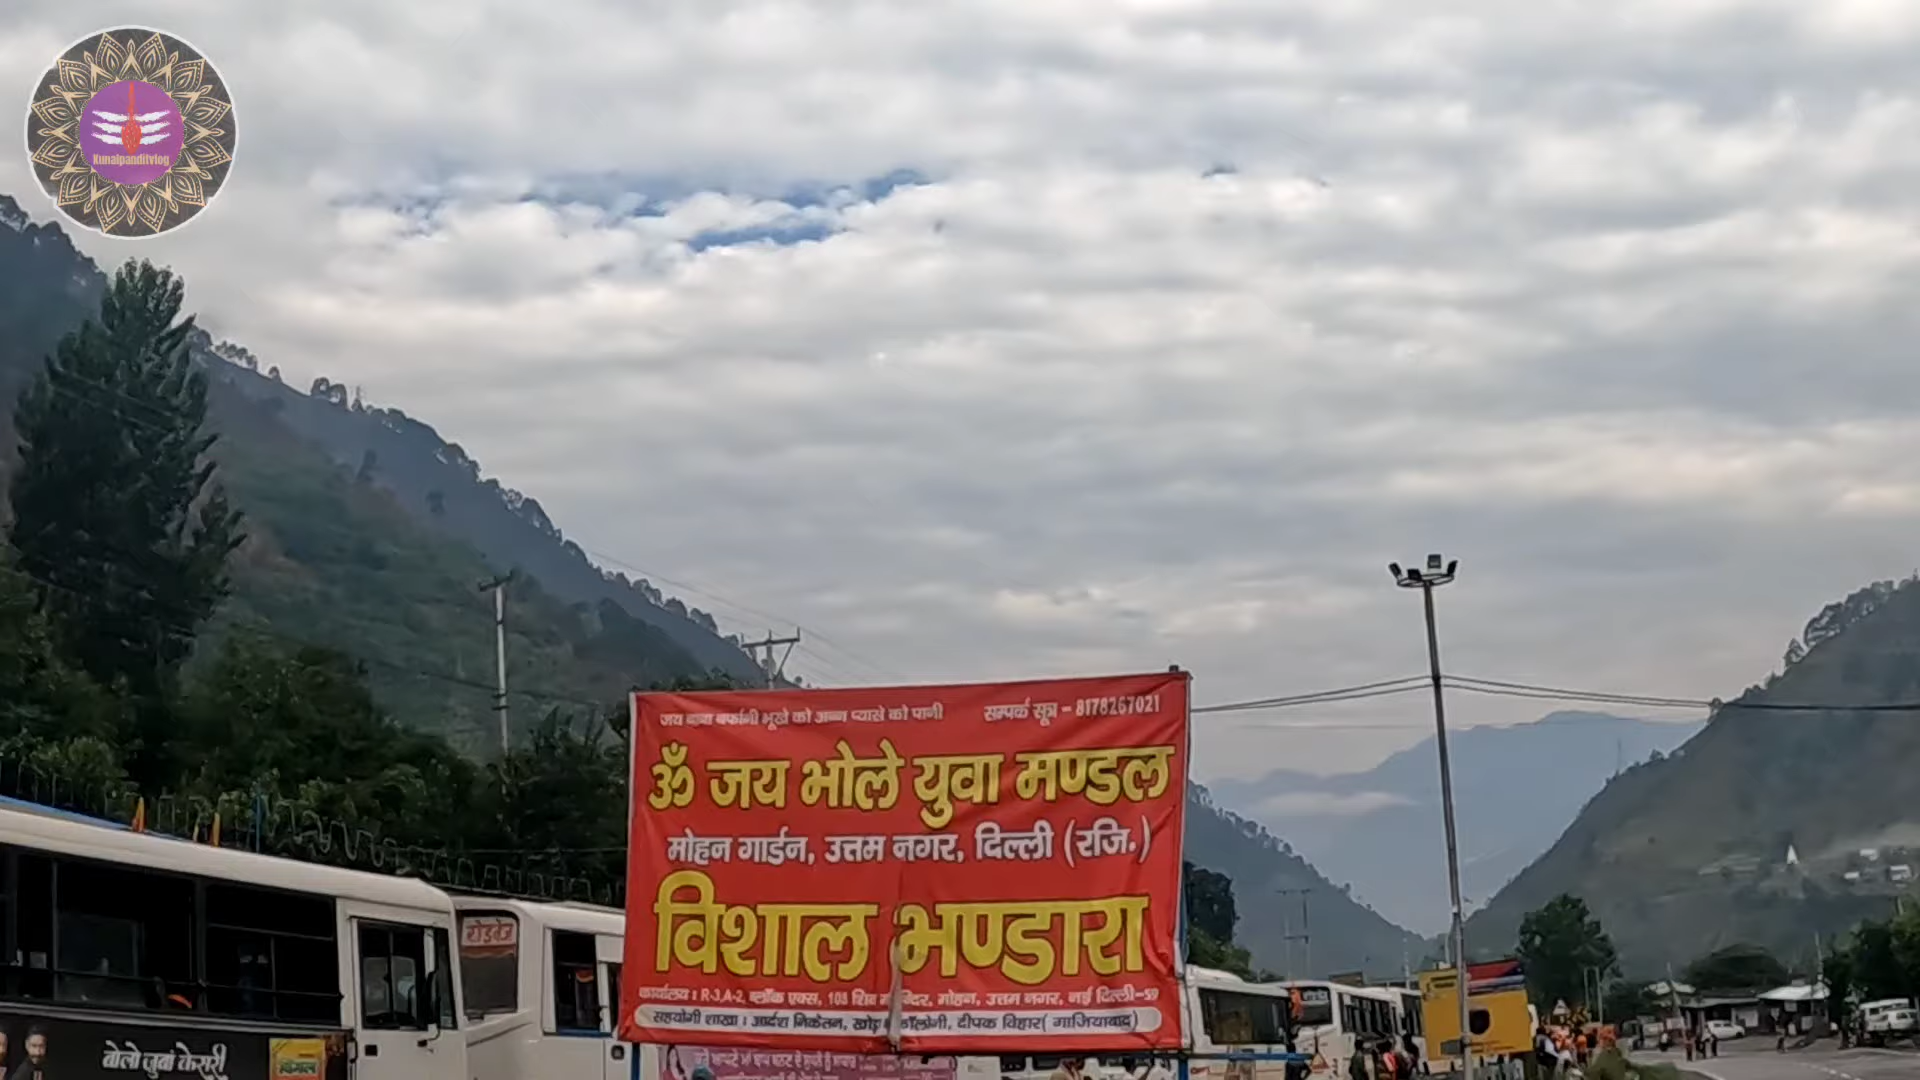 Kunalpanditvlog
जय बाबा बर्फानी भूखे को अन्न प्यासे को पानी
सम्पर्क सूत्र - 8178267021
ॐ जय भोले युवा मण्डल
मोहन गार्डन, उत्तम नगर, दिल्ली (रजि.)
विशाल भण्डारा
कार्यालय : R-3,A-2, ब्लॉक एक्स, 108 शिव मन्दिर, मोहन, उत्तम नगर, नई दिल्ली-59
सहयोगी शाखा : आदर्श निकेतन, कॉलोनी, दीपक विहार( गाजियाबाद)
रोडवेज
बोलो जुबां केसरी
विमल